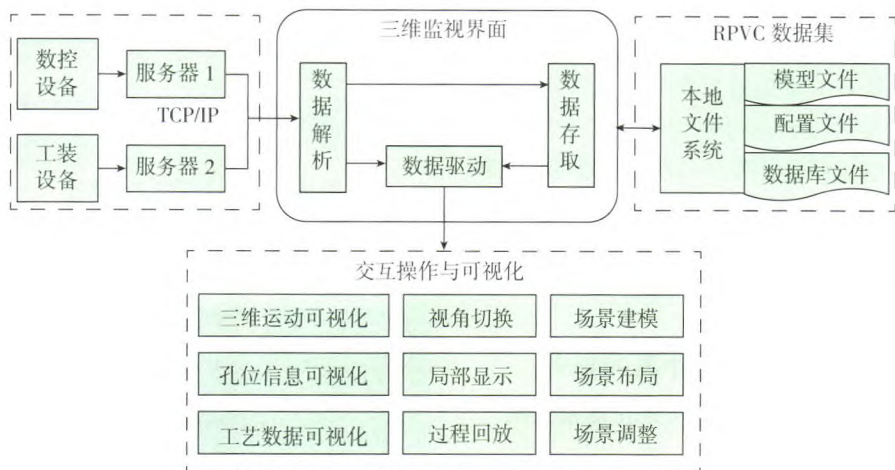 数控
设备
服务器 1
TCP/IP
工装
设备
服务器 2
三维监视界面
数
据
解
析
数据驱动
数
据
存
取
RPVC 数据集
本地
文件
系统
模型文件
配置文件
数据库文件
交互操作与可视化
三维运动可视化
视角切换
场景建模
孔位信息可视化
局部显示
场景布局
工艺数据可视化
过程回放
场景调整